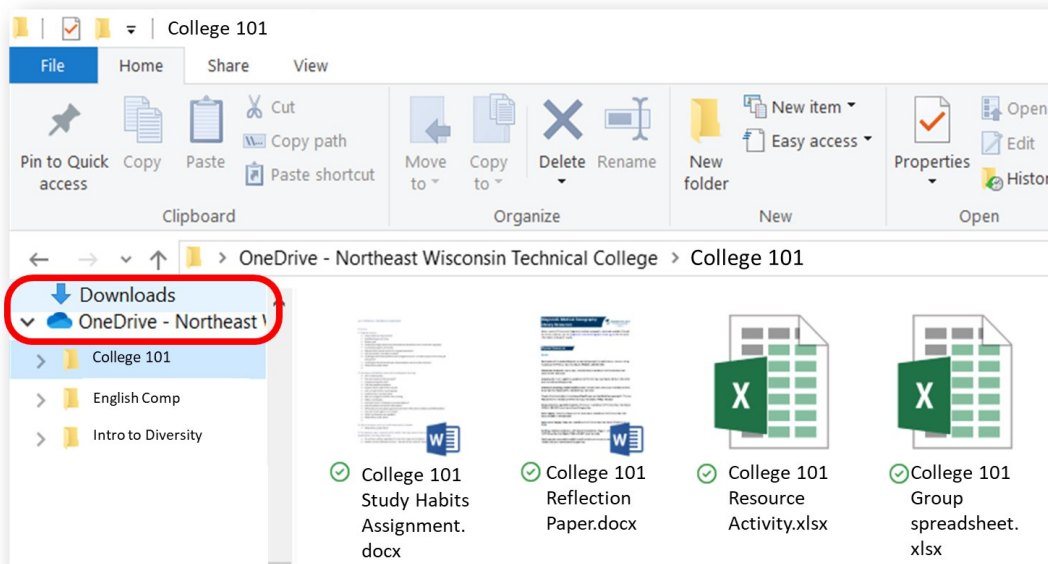 College 101
File Home Share View
Pin to Quick access
Copy
Paste
Cut
Copy path
Paste shortcut
Clipboard
Move to
Copy to
Delete
Rename
Organize
New folder
New item
Easy access
New
Properties
Open
Edit
Histor
Open
OneDrive - Northeast Wisconsin Technical College > College 101
Downloads
OneDrive - Northeast
College 101
English Comp
Intro to Diversity
W
W
X
X
College 101
Study Habits
Assignment.
docx
College 101
Reflection
Paper.docx
College 101
Resource
Activity.xlsx
College 101
Group
spreadsheet.
xlsx